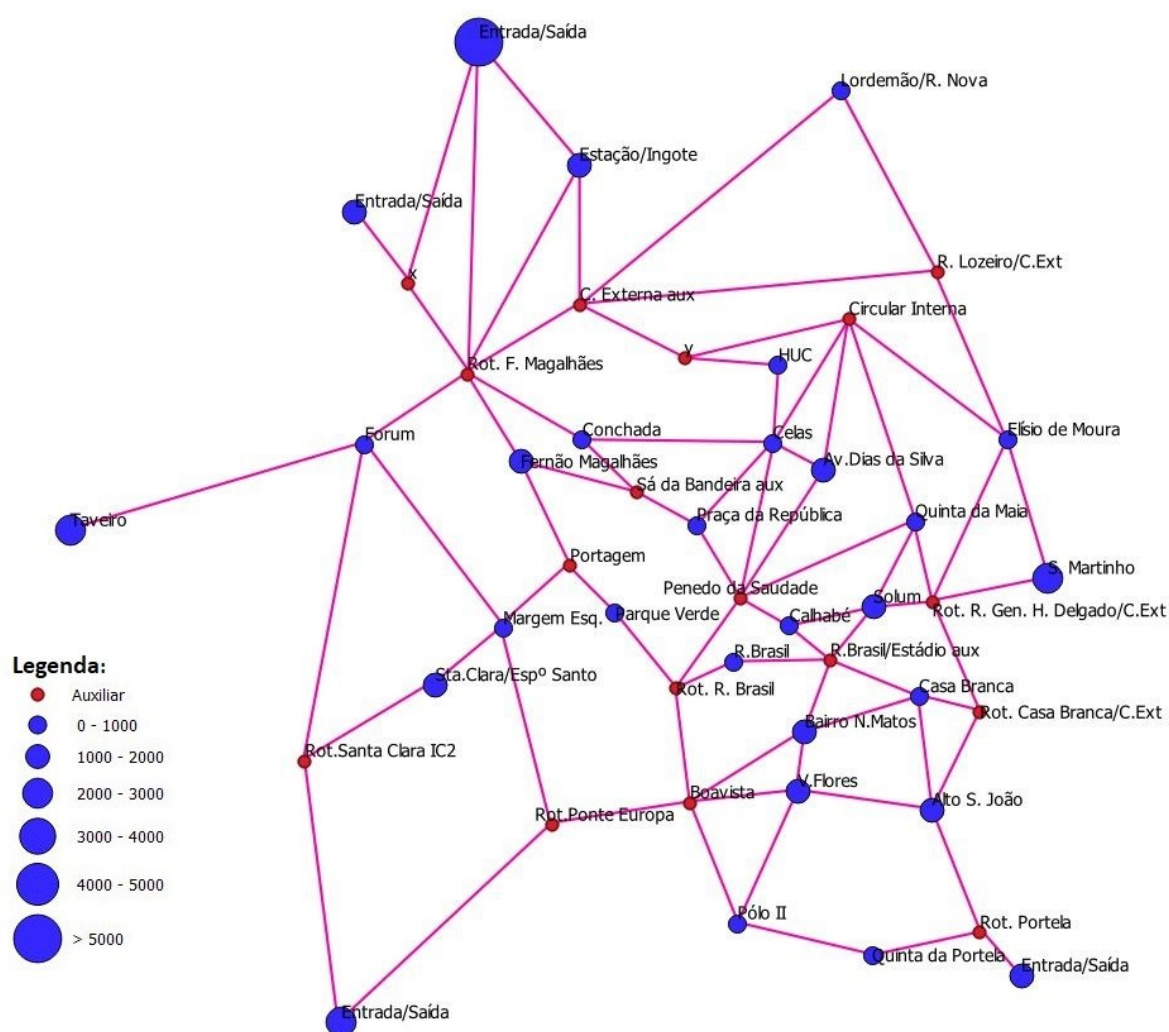 Entrada/Saída
Lordemão/R. Nova
Estação/Ingote
Entrada/Saída
R. Lozeiro/C.Ext
x
C. Externa aux
Circular Interna
y
HUC
Rot. F. Magalhães
Forum
Conchada
Celas
Elísio de Moura
Fernão Magalhães
Av.Dias da Silva
Sá da Bandeira aux
Taveiro
Praça da República
Quinta da Maia
Portagem
S. Martinho
Penedo da Saudade
Solum
Rot. R. Gen. H. Delgado/C.Ext
Margem Esq.
Parque Verde
Calhabé
R.Brasil
R.Brasil/Estádio aux
Sta.Clara/Espº Santo
Rot. R. Brasil
Casa Branca
Rot. Casa Branca/C.Ext
Bairro N.Matos
Rot.Santa Clara IC2
V.Flores
Boavista
Alto S. João
Rot.Ponte Europa
Pólo II
Rot. Portela
Quinta da Portela
Entrada/Saída
Entrada/Saída
Legenda:
Auxiliar
0 - 1000
1000 - 2000
2000 - 3000
3000 - 4000
4000 - 5000
> 5000